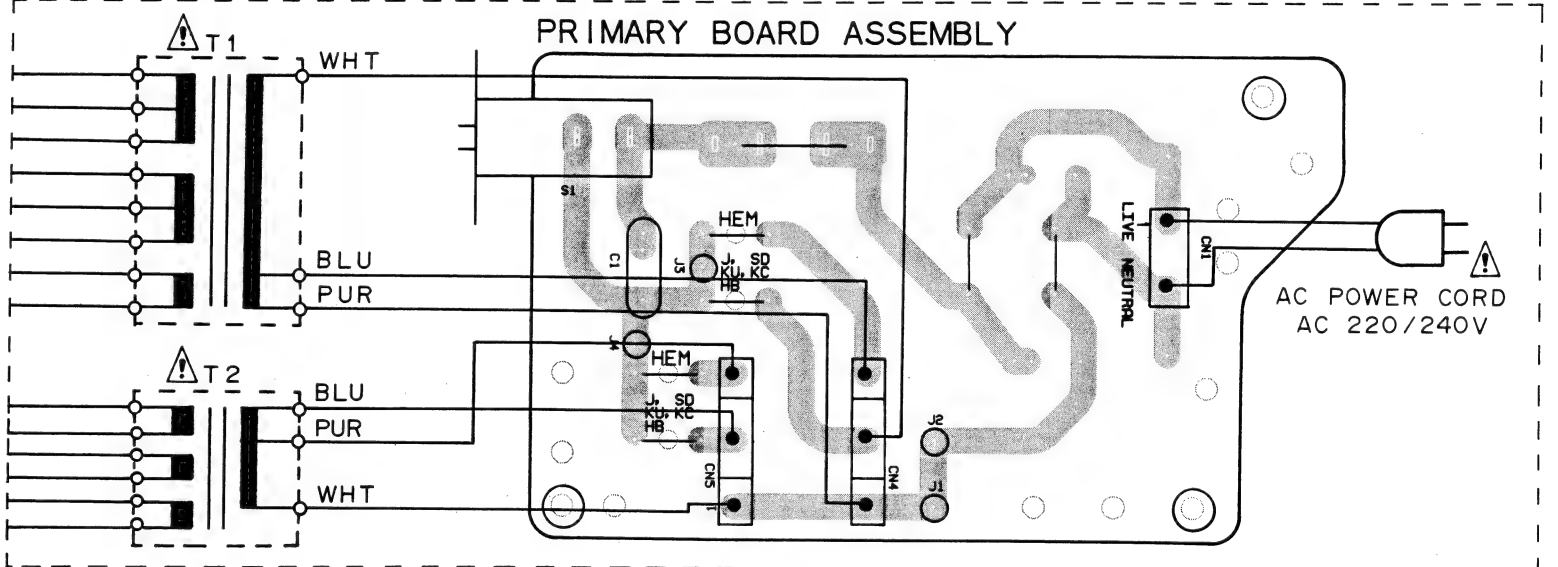 PRIMARY BOARD ASSEMBLY
T1
WHT
S1
HEM
J, SD
KU, KC
HB
J3
C1
LIVE NEUTRAL
CN1
BLU
PUR
AC POWER CORD
AC 220/240V
J4
HEM
T2
BLU
J, SD
KU, KC
HB
PUR
J2
CN5
CN4
WHT
J1
1